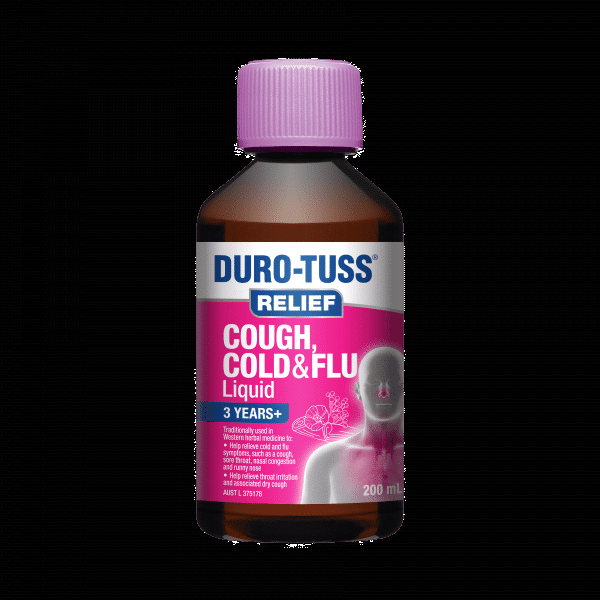 DURO-TUSS®
RELIEF
COUGH,
COLD&FLU
Liquid
3 YEARS+
Traditionally used in
Western herbal medicine to:
• Help relieve cold and flu
symptoms, such as a cough,
sore throat, nasal congestion
and runny nose
• Help relieve throat irritation
and associated dry cough
AUST L 375178
200 mL